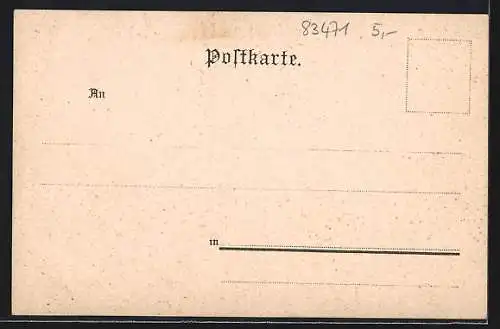 83471 5,-
Poſtkarte.
An
in